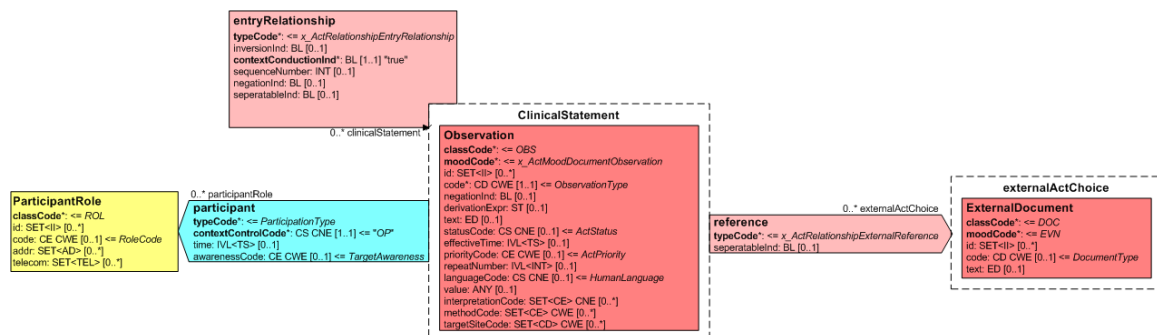 entryRelationship
typeCode*: <= x_ActRelationshipEntryRelationship
inversionInd: BL [0..1]
contextConductionInd*: BL [1..1] "true"
sequenceNumber: INT [0..1]
negationInd: BL [0..1]
seperatableInd: BL [0..1]
0..* clinicalStatement
ClinicalStatement
Observation
classCode*: <= OBS
moodCode*: <= x_ActMoodDocumentObservation
id: SET<II> [0..*]
code*: CD CWE [1..1] <= ObservationType
negationInd: BL [0..1]
derivationExpr: ST [0..1]
text: ED [0..1]
statusCode: CS CNE [0..1] <= ActStatus
effectiveTime: IVL<TS> [0..1]
priorityCode: CE CWE [0..1] <= ActPriority
repeatNumber: IVL<INT> [0..1]
languageCode: CS CNE [0..1] <= HumanLanguage
value: ANY [0..1]
interpretationCode: SET<CE> CNE [0..*]
methodCode: SET<CE> CWE [0..*]
targetSiteCode: SET<CD> CWE [0..*]
ParticipantRole
classCode*: <= ROL
id: SET<II> [0..*]
code: CE CWE [0..1] <= RoleCode
addr: SET<AD> [0..*]
telecom: SET<TEL> [0..*]
0..* participantRole
participant
typeCode*: <= ParticipationType
contextControlCode*: CS CNE [1..1] <= "OP"
time: IVL<TS> [0..1]
awarenessCode: CE CWE [0..1] <= TargetAwareness
0..* externalActChoice
reference
typeCode*: <= x_ActRelationshipExternalReference
seperatableInd: BL [0..1]
externalActChoice
ExternalDocument
classCode*: <= DOC
moodCode*: <= EVN
id: SET<II> [0..*]
code: CD CWE [0..1] <= DocumentType
text: ED [0..1]